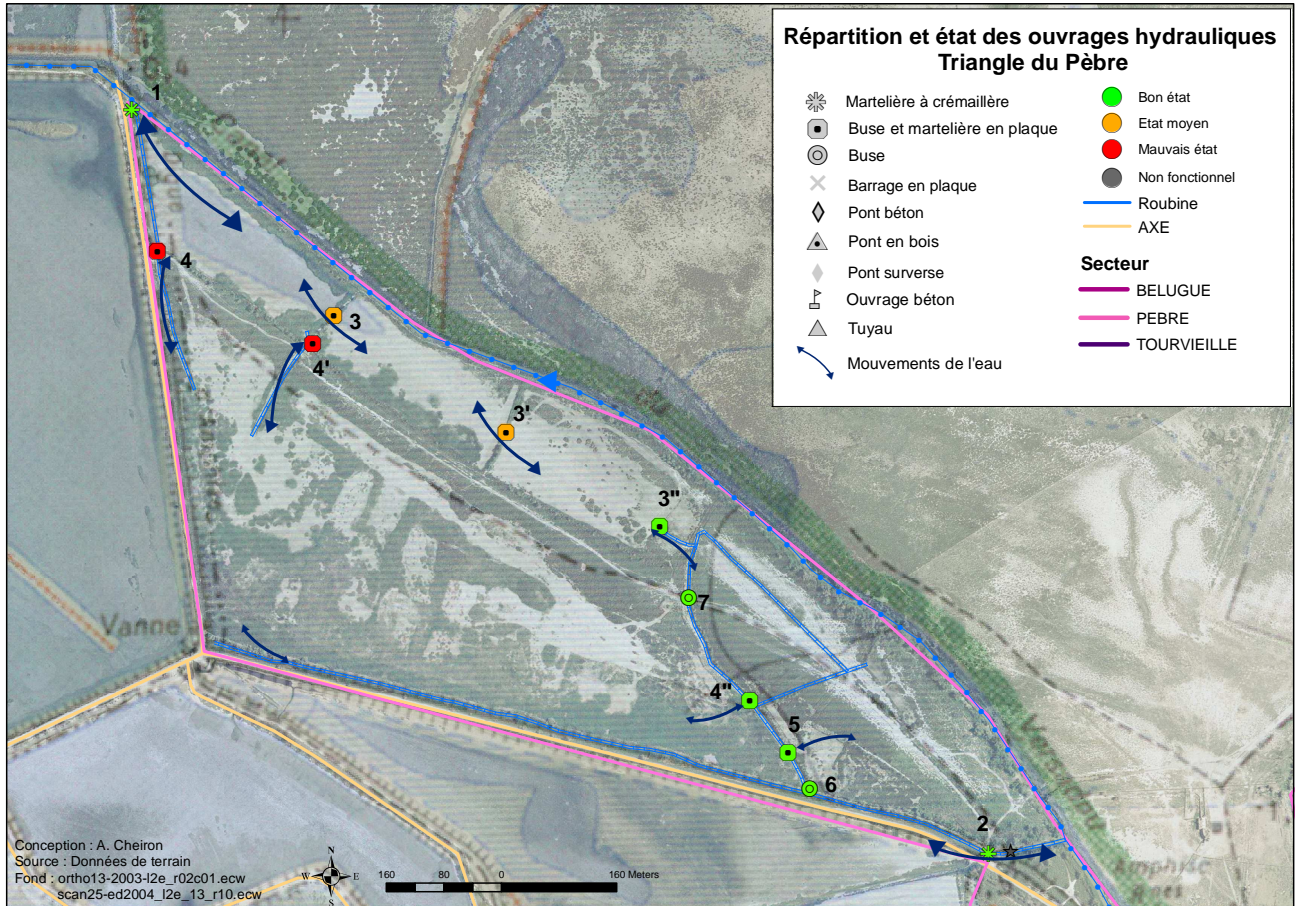 Répartition et état des ouvrages hydrauliques
Triangle du Pèbre
Martelière à crémaillère
Buse et martelière en plaque
Buse
Barrage en plaque
Pont béton
Pont en bois
Pont surverse
Ouvrage béton
Tuyau
Mouvements de l'eau
Bon état
Etat moyen
Mauvais état
Non fonctionnel
Roubine
AXE
Secteur
BELUGUE
PEBRE
TOURVIEILLE
1
4
3
4'
3'
3"
7
Vanne
4"
5
6
2
Conception : A. Cheiron
Source : Données de terrain
Fond : ortho13-2003-l2e_r02c01.ecw
scan25-ed2004_l2e_13_r10.ecw
N
W
E
S
160
80
0
160 Meters